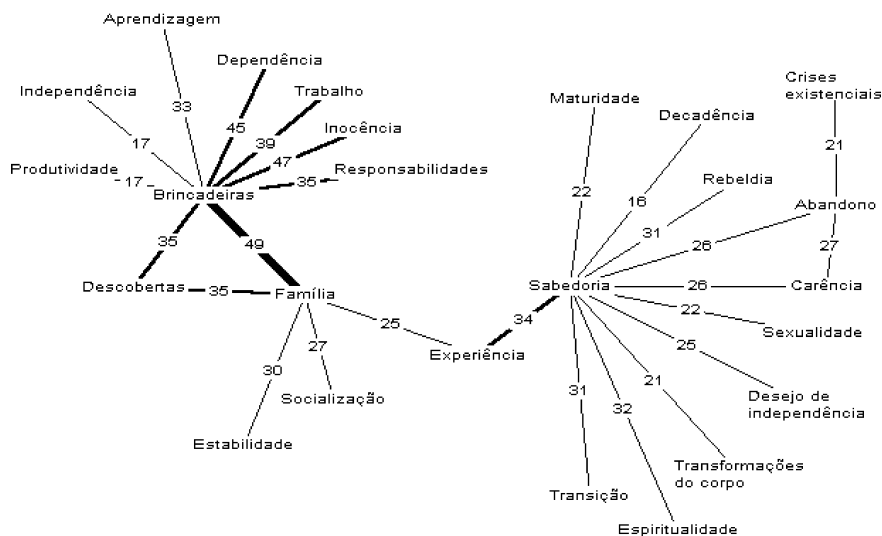 Aprendizagem
Dependência
Crises
existenciais
Independência
Trabalho
Maturidade
Decadência
33
45
39
Inocência
17
47
21
Produtividade
17
Brincadeiras
35
Responsabilidades
Rebeldia
22
16
Abandono
31
26
27
35
49
Descobertas
35
Família
Sabedoria
26
Carência
22
34
25
Sexualidade
Experiência
25
27
30
Socialização
31
32
21
Desejo de
independência
Estabilidade
Transformações
do corpo
Transição
Espiritualidade